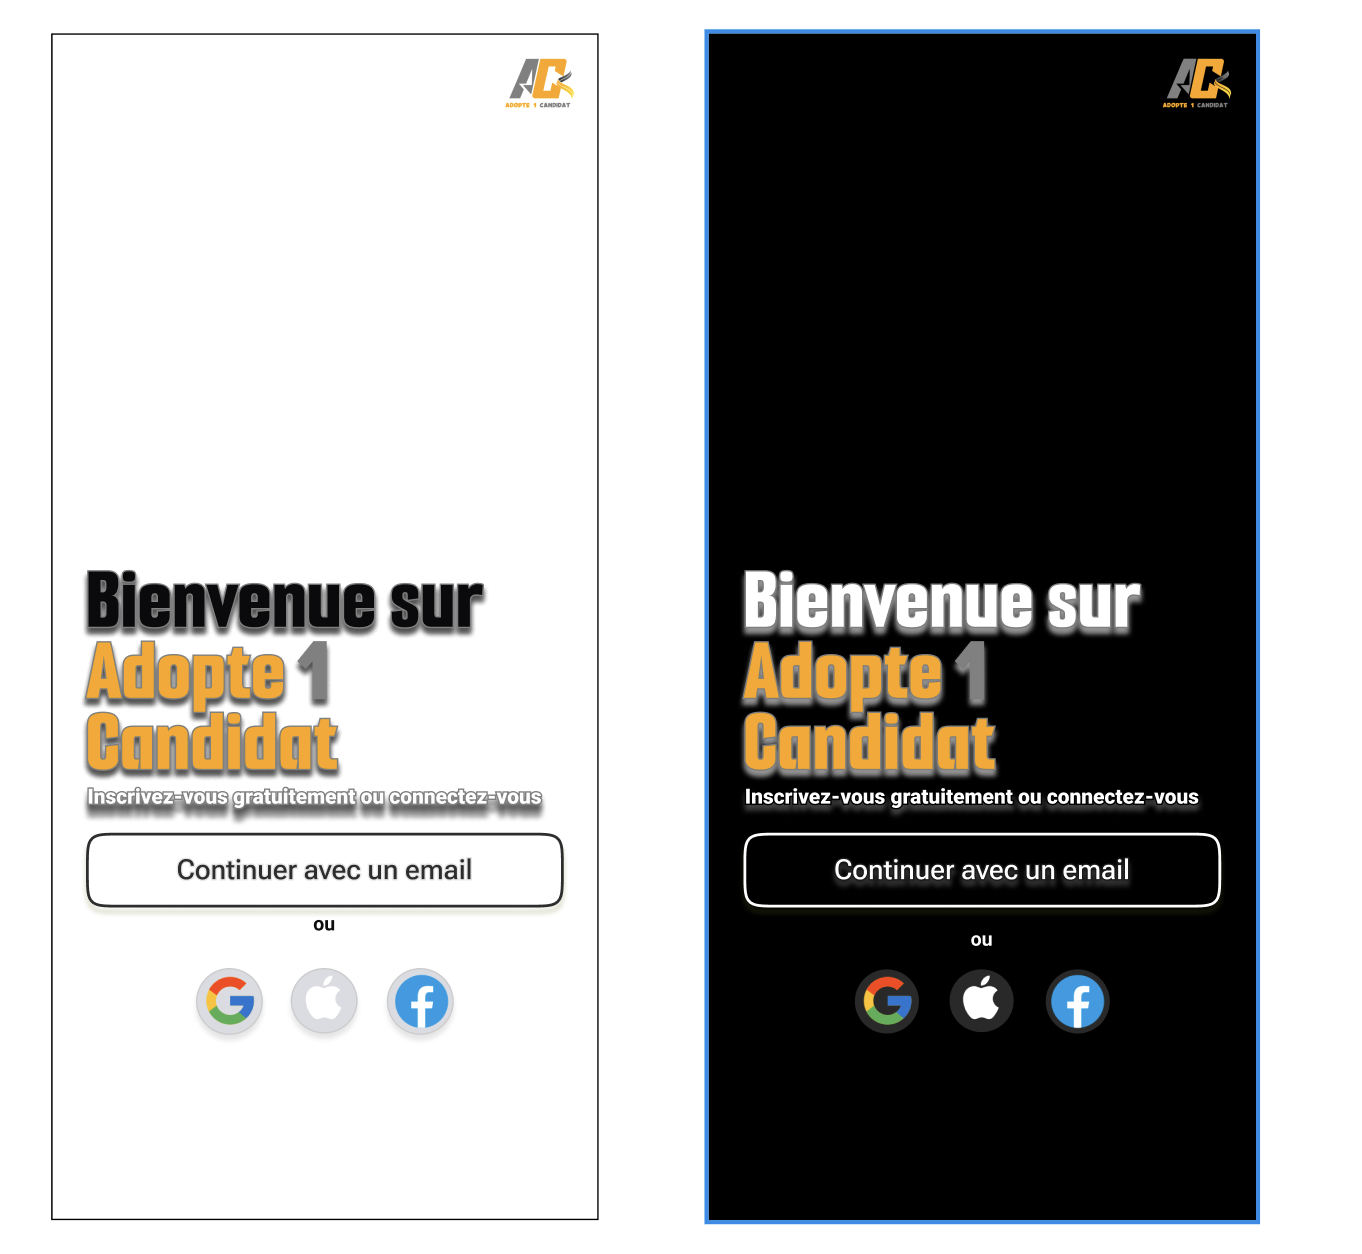 AC
ADOPTE 1 CANDIDAT
Bienvenue sur
Adopte 1
Candidat
Inscrivez-vous gratuitement ou connectez-vous
Continuer avec un email
ou
AC
ADOPTE 1 CANDIDAT
Bienvenue sur
Adopte 1
Candidat
Inscrivez-vous gratuitement ou connectez-vous
Continuer avec un email
ou